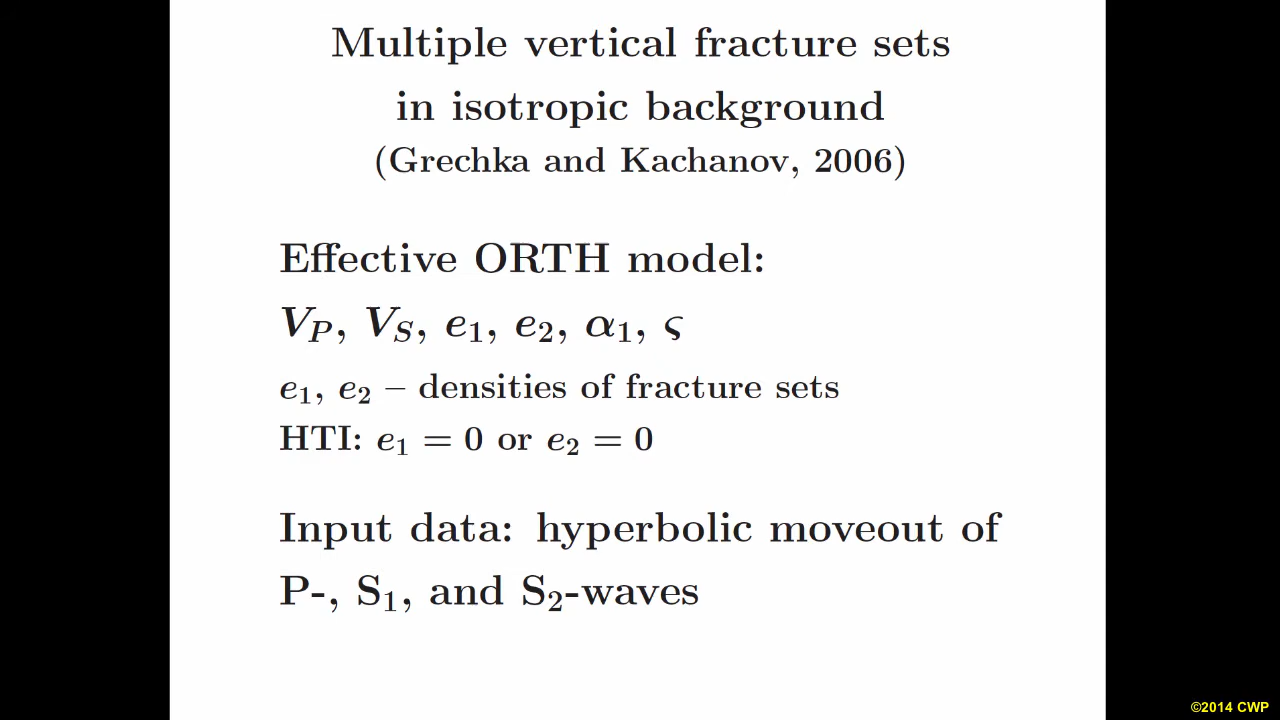 Multiple vertical fracture sets
in isotropic background
(Grechka and Kachanov, 2006)
Effective ORTH model:
V_P, V_S, e_1, e_2, α_1, ς
e_1, e_2 – densities of fracture sets
HTI: e_1 = 0 or e_2 = 0
Input data: hyperbolic moveout of
P-, S_1, and S_2-waves
©2014 CWP